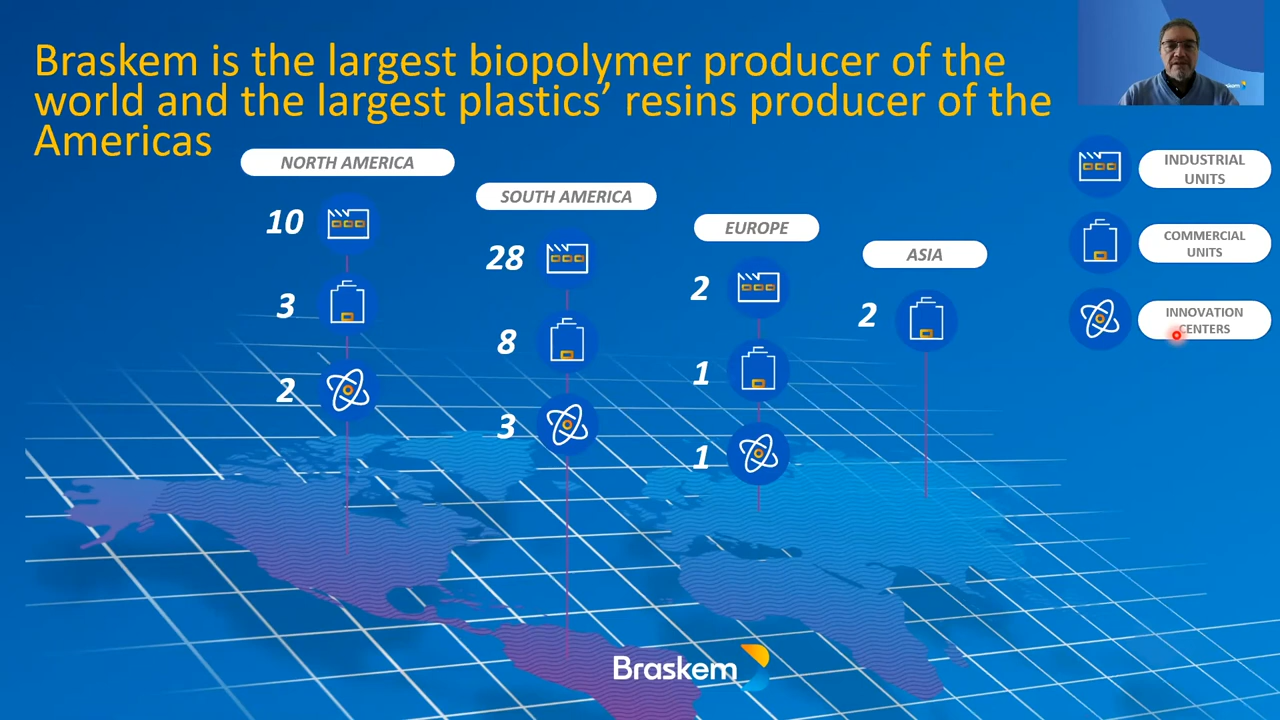 Braskem is the largest biopolymer producer of the
world and the largest plastics’ resins producer of the
Americas
NORTH AMERICA
10
3
2
SOUTH AMERICA
28
8
3
EUROPE
2
1
1
ASIA
2
INDUSTRIAL
UNITS
COMMERCIAL
UNITS
INNOVATION
CENTERS
Braskem